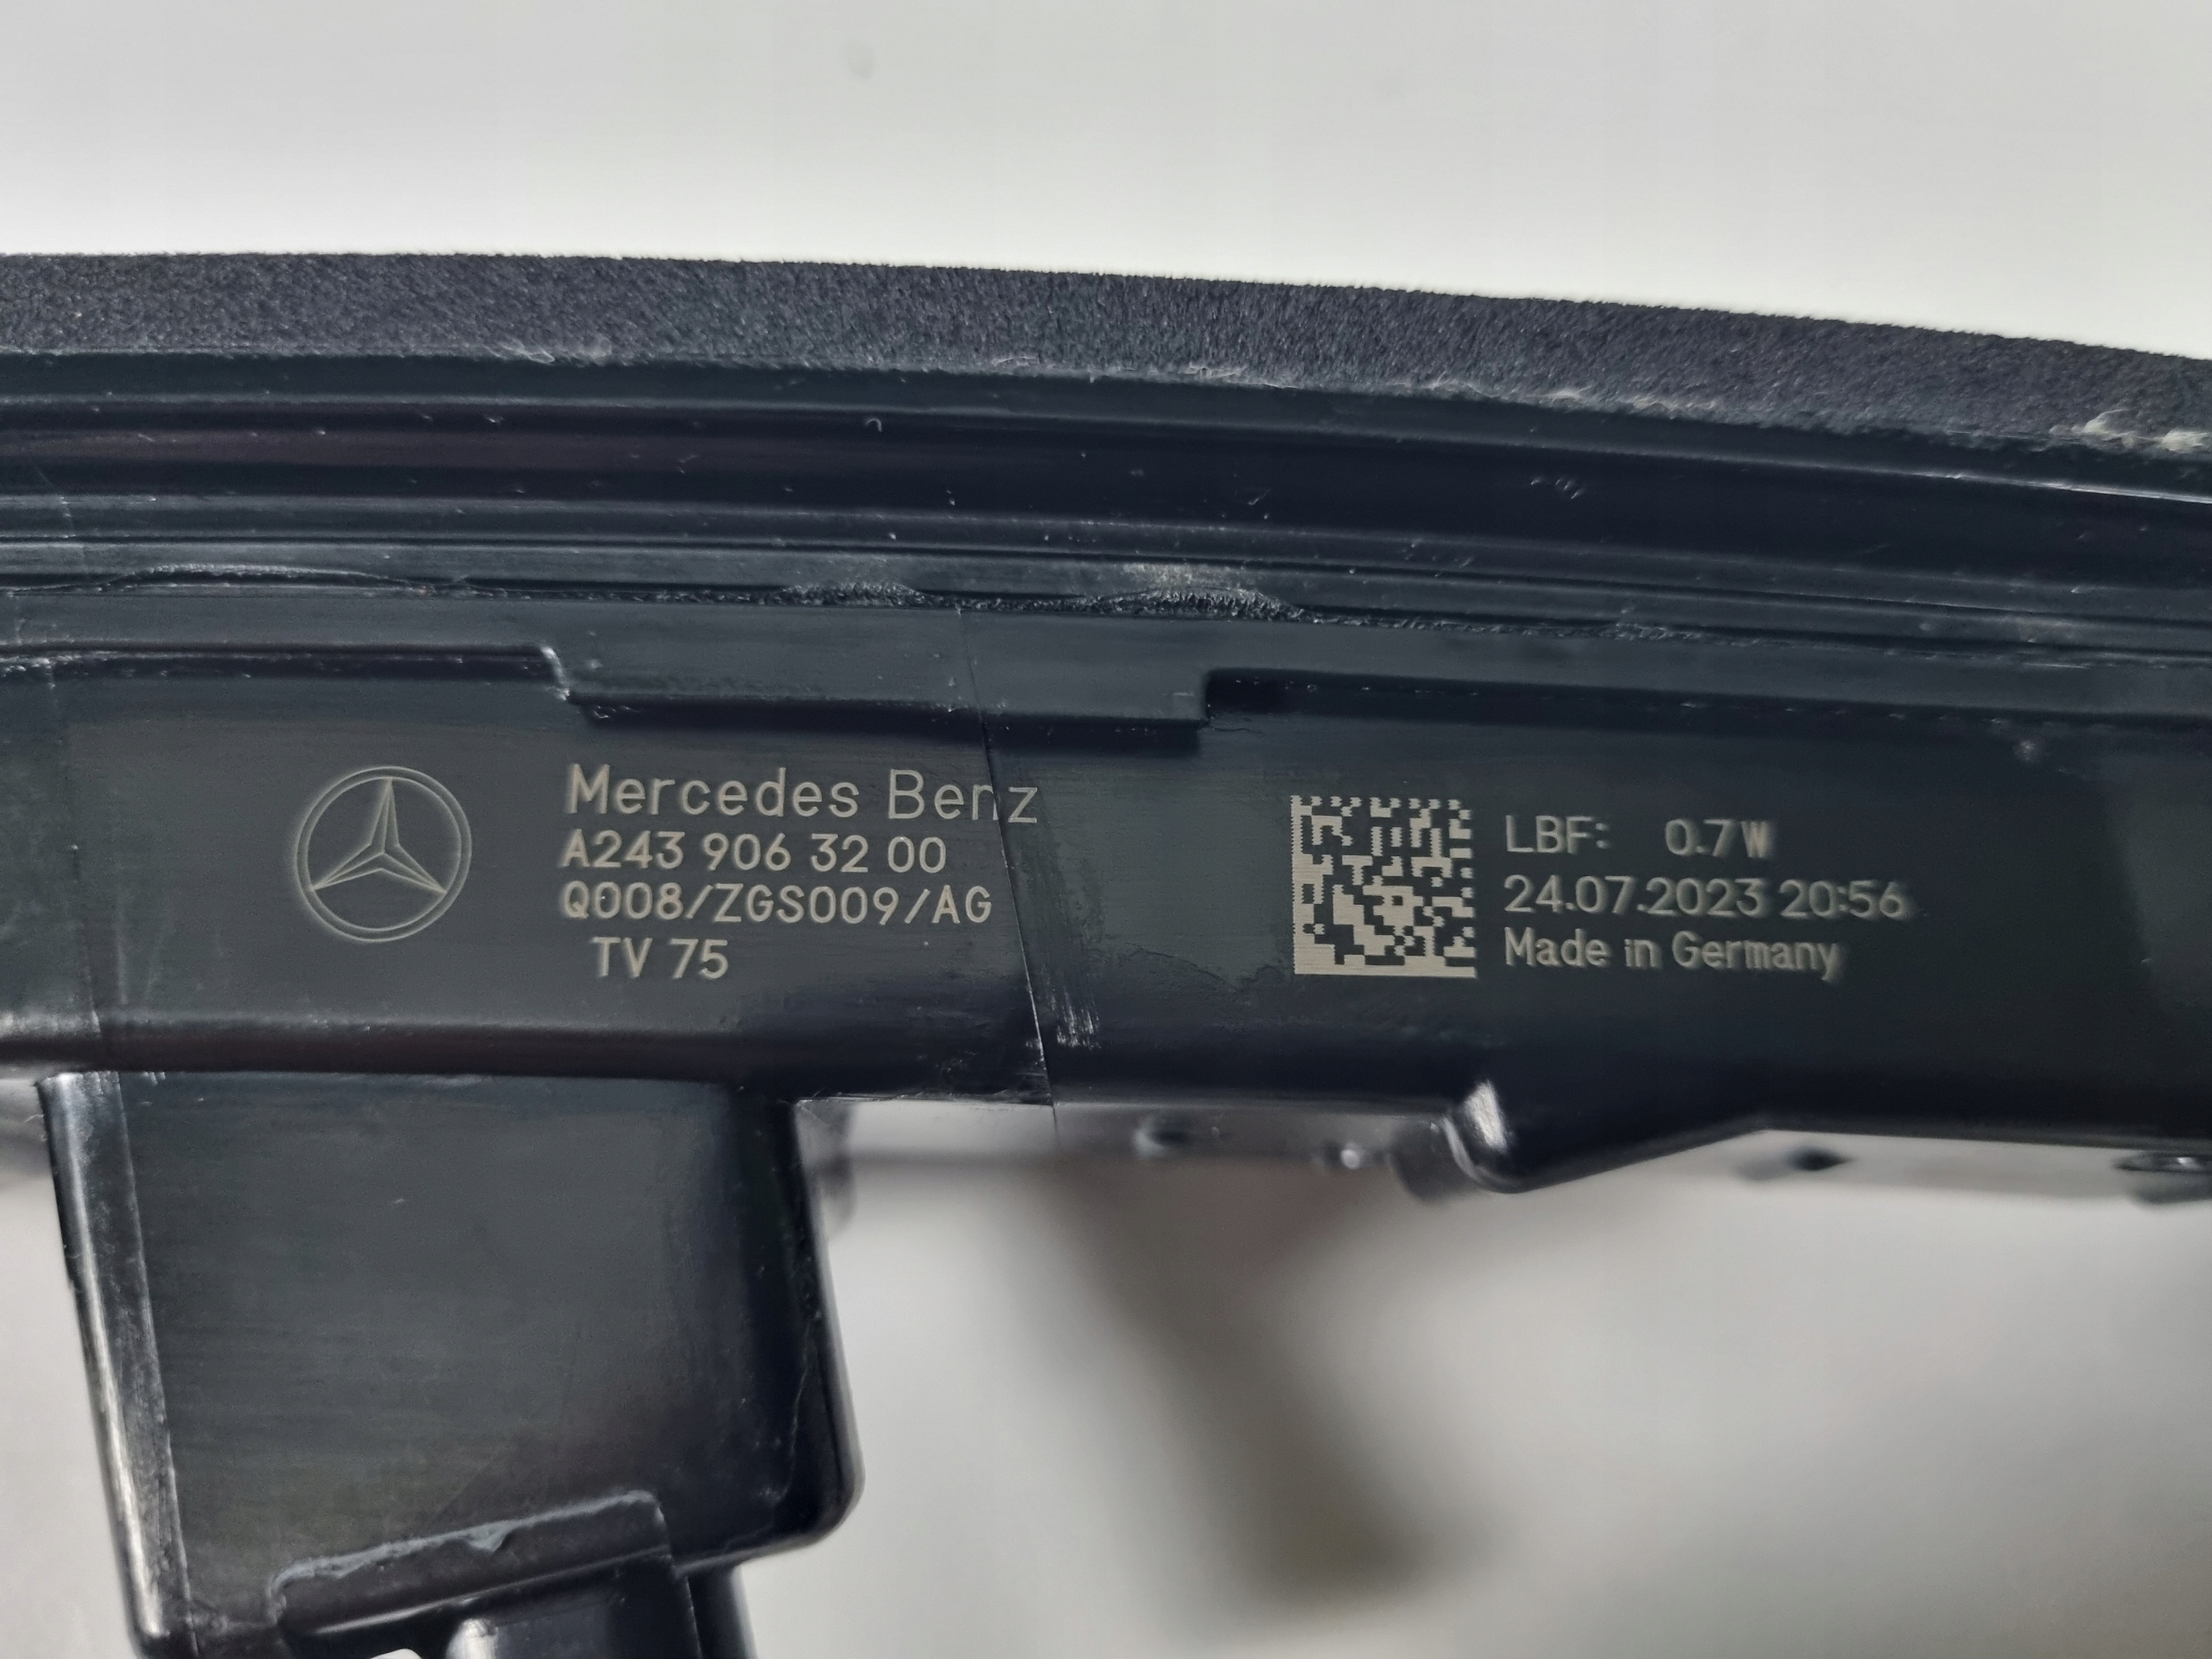 Mercedes Benz
A243 906 32 00
Q008/ZGS009/AG
TV 75
LBF: 0.7W
24.07.2023 20:56
Made in Germany